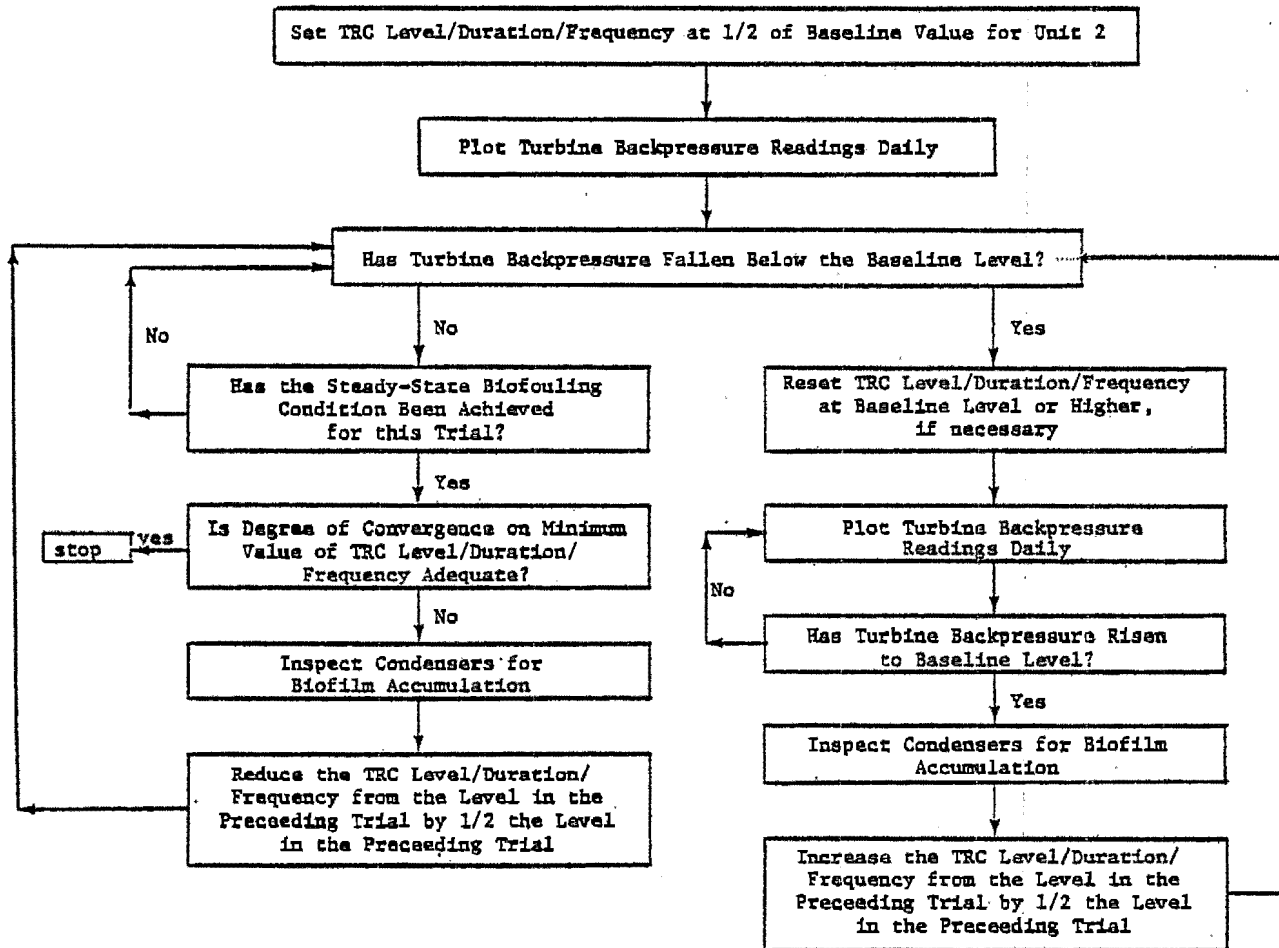 Set TRC Level/Duration/Frequency at 1/2 of Baseline Value for Unit 2
Plot Turbine Backpressure Readings Daily
Has Turbine Backpressure Fallen Below the Baseline Level?
No
No
Yes
Has the Steady-State Biofouling
Condition Been Achieved
for this Trial?
Reset TRC Level/Duration/Frequency
at Baseline Level or Higher,
if necessary
Yes
Is Degree of Convergence on Minimum
Value of TRC Level/Duration/
Frequency Adequate?
yes
stop
Plot Turbine Backpressure
Readings Daily
No
No
Has Turbine Backpressure Risen
to Baseline Level?
Inspect Condensers for
Biofilm Accumulation
Yes
Inspect Condensers for Biofilm
Accumulation
Reduce the TRC Level/Duration/
Frequency from the Level in the
Preceeding Trial by 1/2 the Level
in the Preceeding Trial
Increase the TRC Level/Duration/
Frequency from the Level in the
Preceeding Trial by 1/2 the Level
in the Preceeding Trial